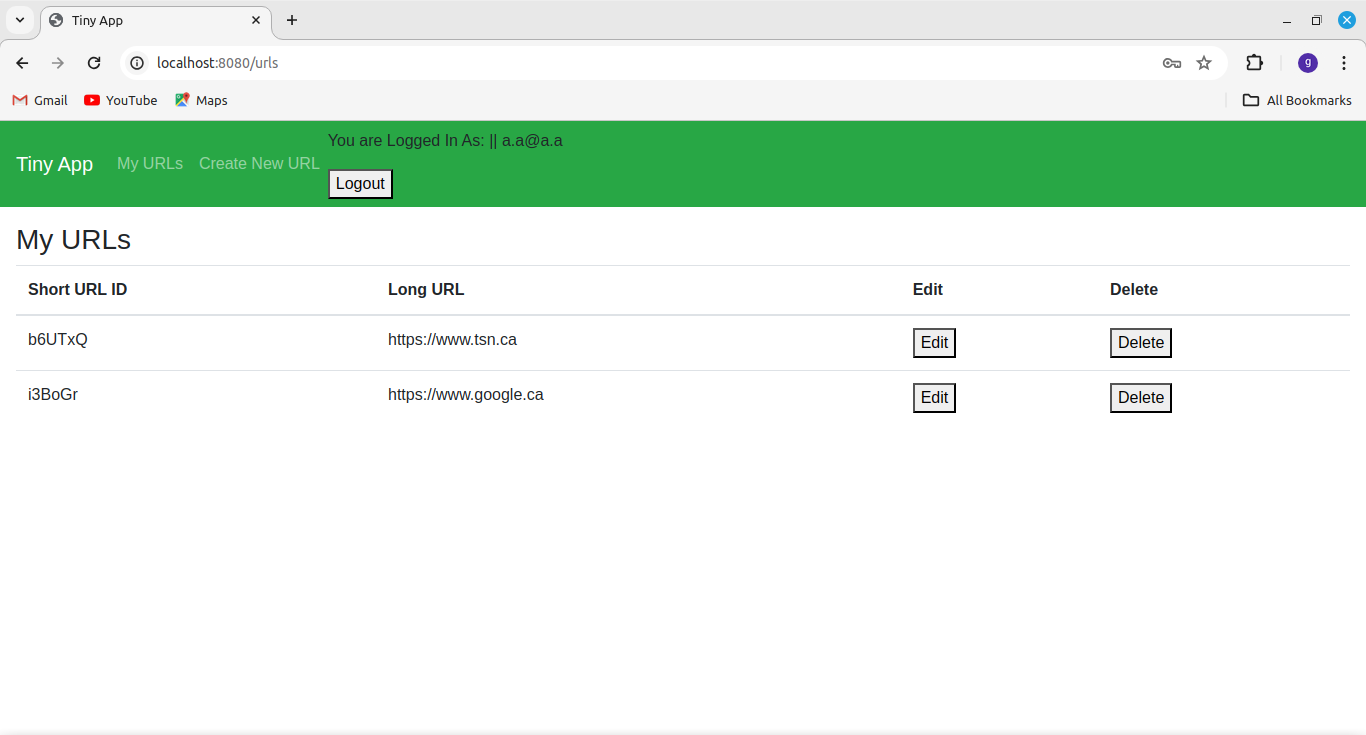 Tiny App
localhost:8080/urls
g
Gmail YouTube Maps All Bookmarks
You are Logged In As: || a.a@a.a
Tiny App My URLs Create New URL
Logout
My URLs
Short URL ID Long URL Edit Delete
b6UTxQ https://www.tsn.ca Edit Delete
i3BoGr https://www.google.ca Edit Delete